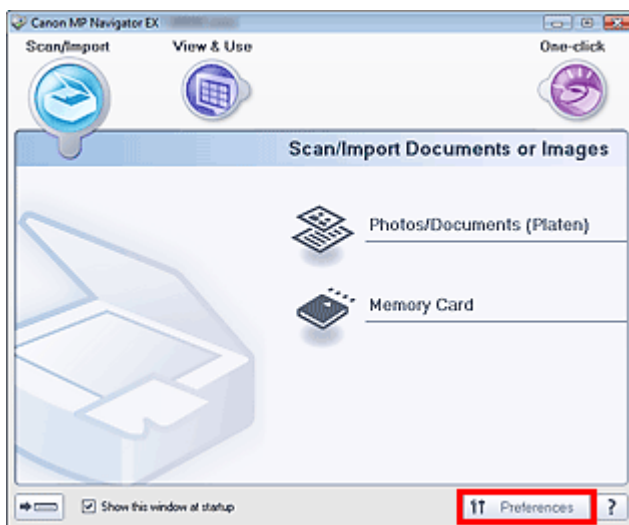 Canon MP Navigator EX
Scan/Import View & Use One-click
Scan/Import Documents or Images
Photos/Documents (Platen)
Memory Card
Show this window at startup Preferences ?